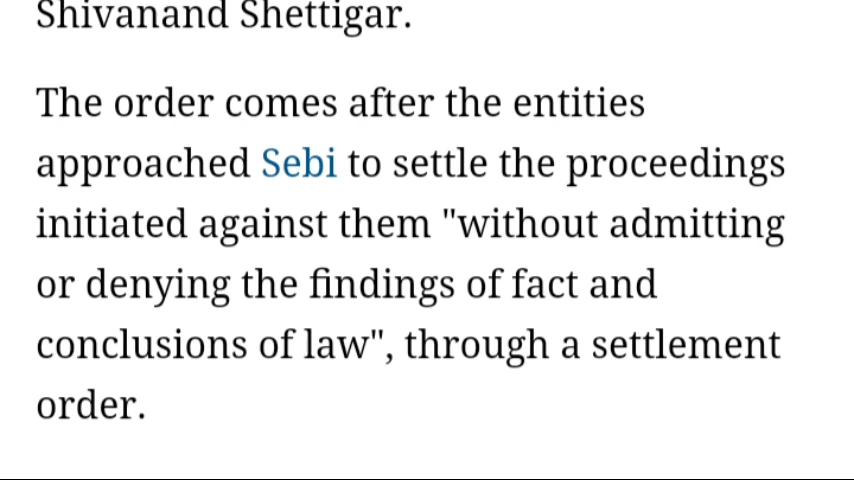 Shivanand Shettigar.
The order comes after the entities
approached Sebi to settle the proceedings
initiated against them "without admitting
or denying the findings of fact and
conclusions of law", through a settlement
order.